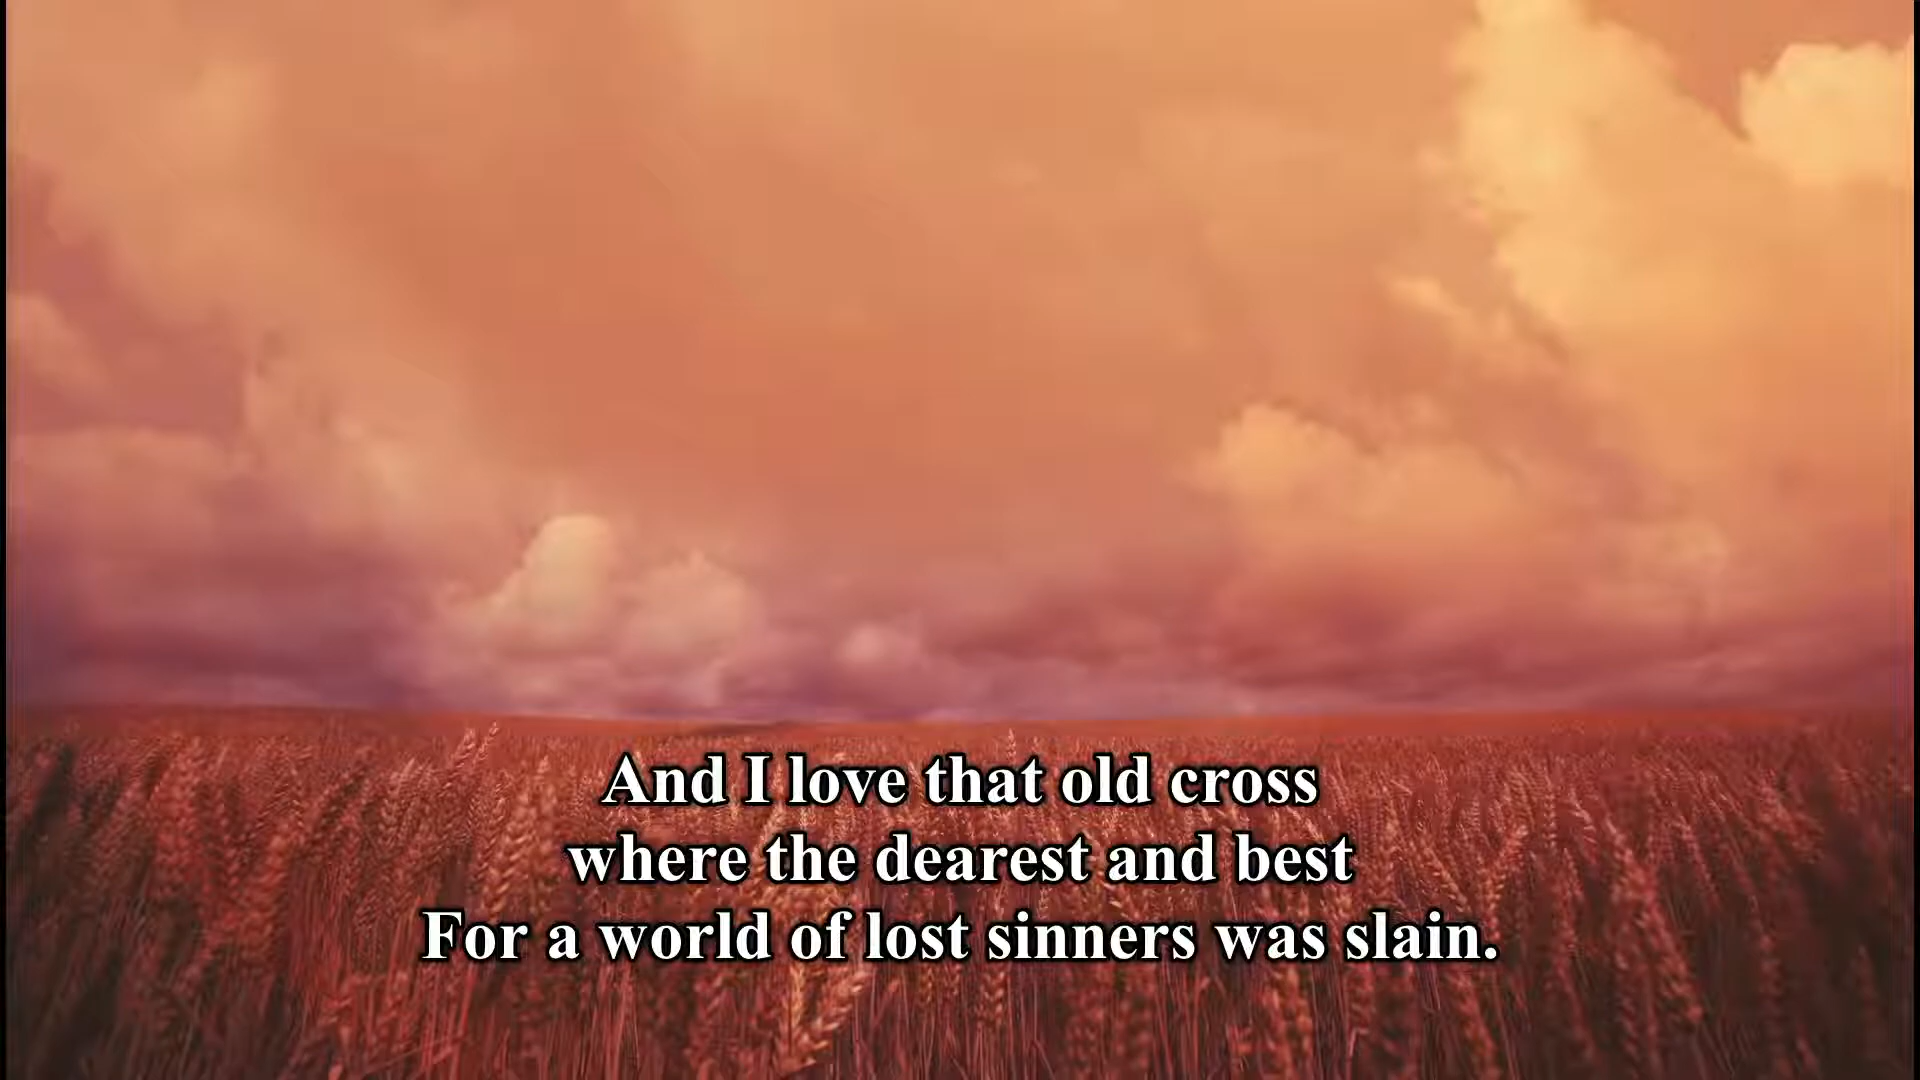 And I love that old cross
where the dearest and best
For a world of lost sinners was slain.